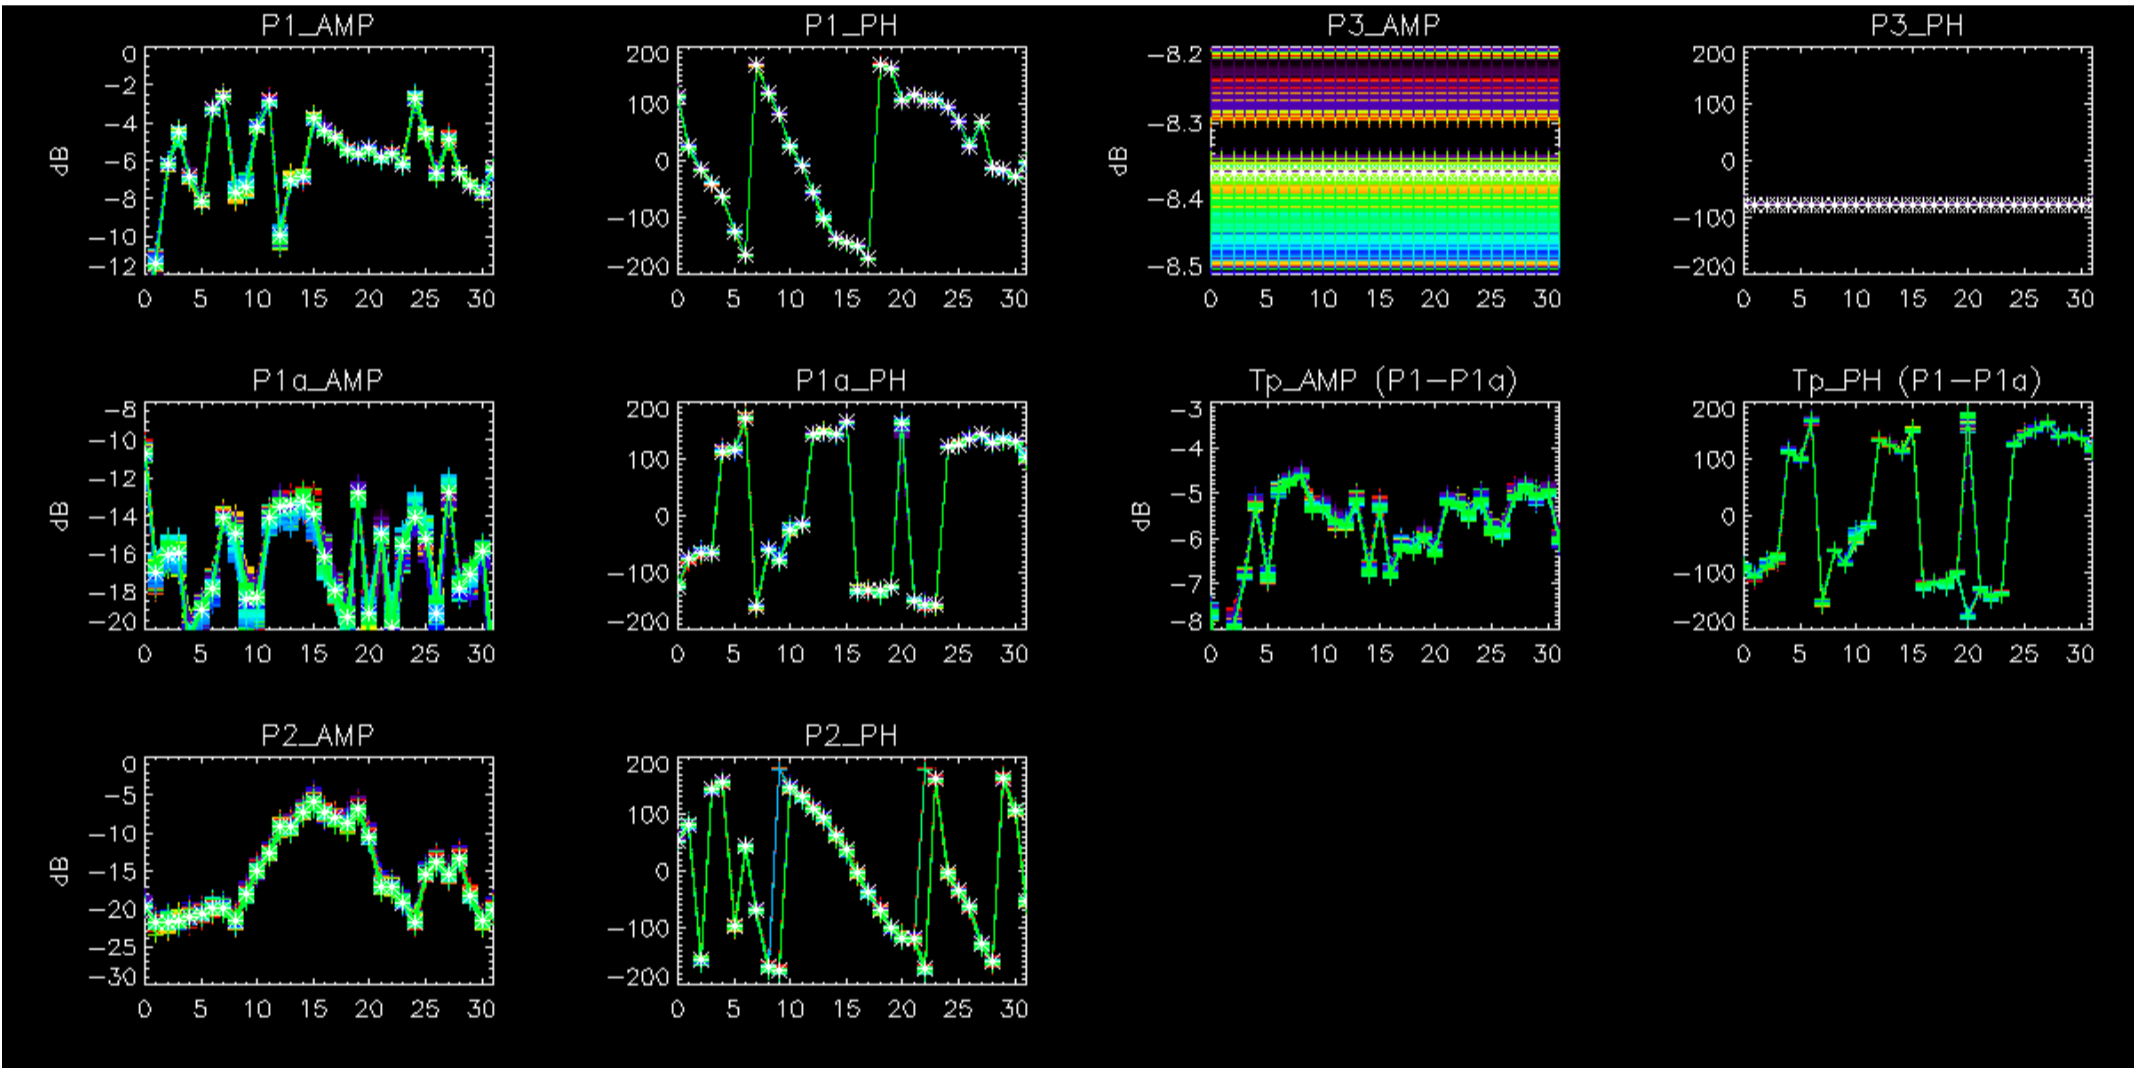 P1_AMP
dB
0
-2
-4
-6
-8
-10
-12
0 5 10 15 20 25 30
P1_PH
200
100
0
-100
-200
0 5 10 15 20 25 30
P3_AMP
dB
-8.2
-8.3
-8.4
-8.5
0 5 10 15 20 25 30
P3_PH
200
100
0
-100
-200
0 5 10 15 20 25 30
P1a_AMP
dB
-8
-10
-12
-14
-16
-18
-20
0 5 10 15 20 25 30
P1a_PH
200
100
0
-100
-200
0 5 10 15 20 25 30
Tp_AMP (P1-P1a)
dB
-3
-4
-5
-6
-7
-8
0 5 10 15 20 25 30
Tp_PH (P1-P1a)
200
100
0
-100
-200
0 5 10 15 20 25 30
P2_AMP
dB
0
-5
-10
-15
-20
-25
-30
0 5 10 15 20 25 30
P2_PH
200
100
0
-100
-200
0 5 10 15 20 25 30